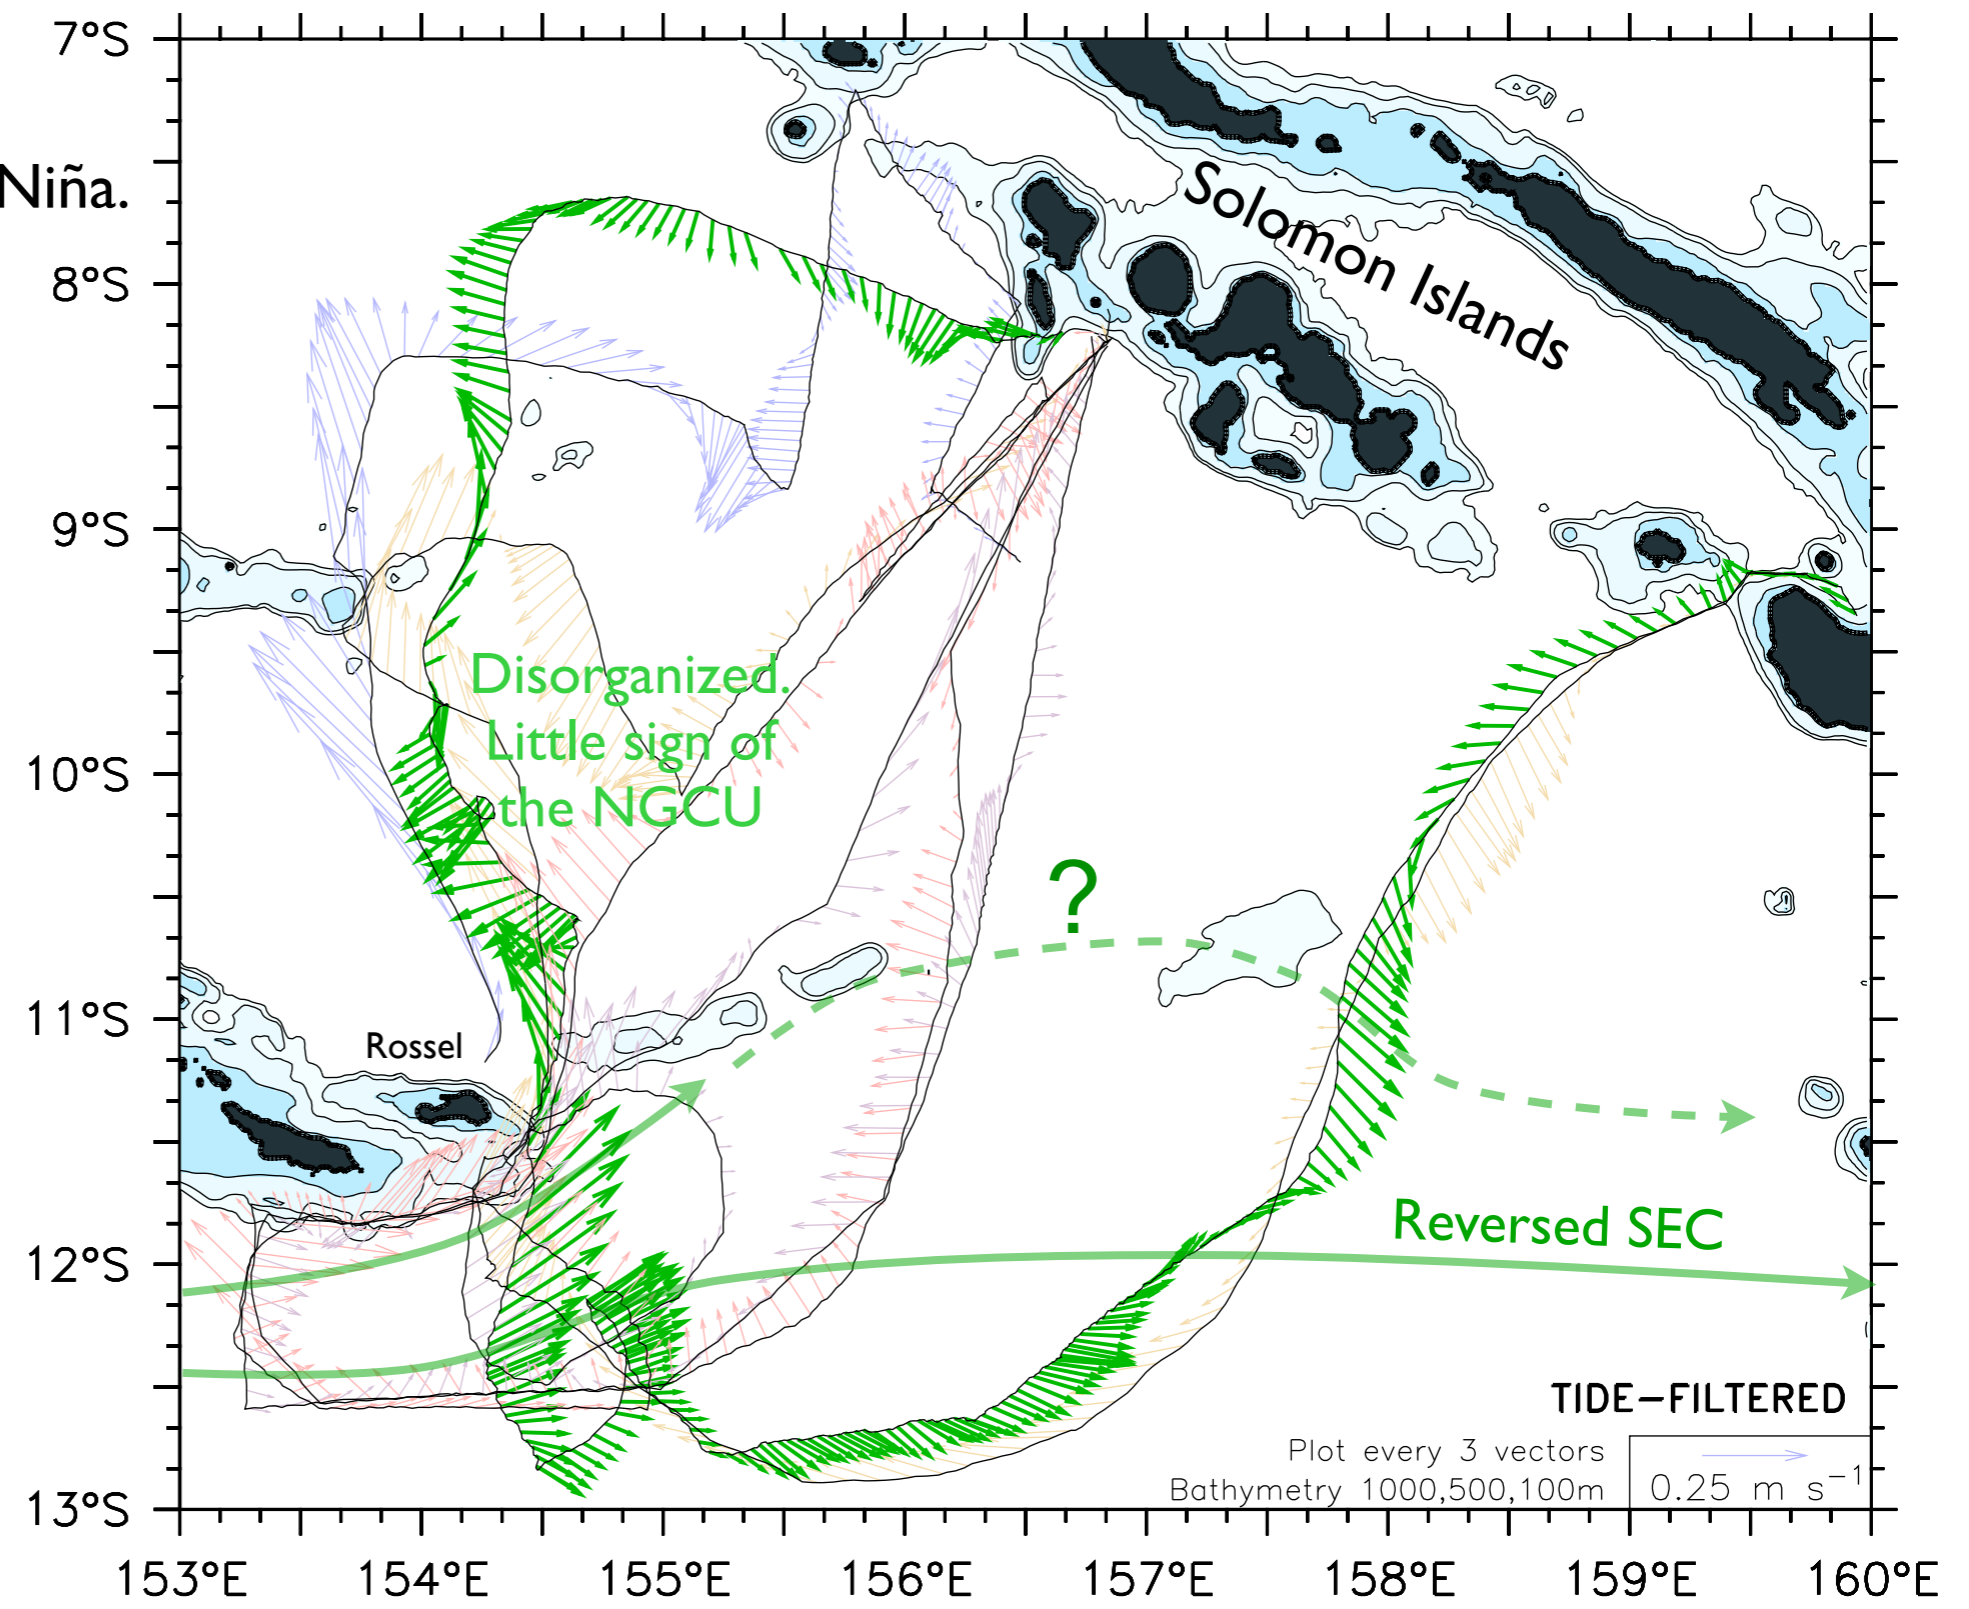 7°S
Niña.
8°S
9°S
10°S
11°S
12°S
13°S
Solomon Islands
Disorganized.
Little sign of
the NGCU
?
Rossel
Reversed SEC
TIDE-FILTERED
Plot every 3 vectors
Bathymetry 1000,500,100m
0.25 m s⁻¹
153°E 154°E 155°E 156°E 157°E 158°E 159°E 160°E